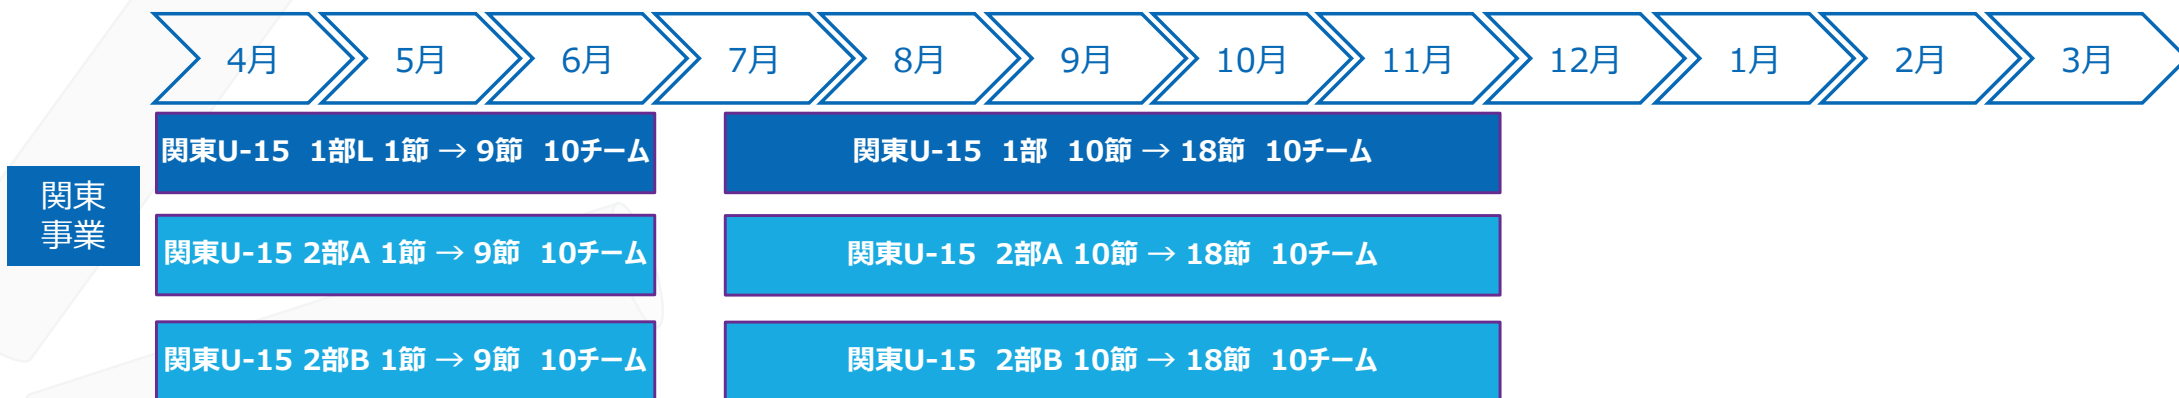 4月 5月 6月 7月 8月 9月 10月 11月 12月 1月 2月 3月
関東U-15 1部L 1節 → 9節 10チーム
関東U-15 1部 10節 → 18節 10チーム
関東
事業
関東U-15 2部A 1節 → 9節 10チーム
関東U-15 2部A 10節 → 18節 10チーム
関東U-15 2部B 1節 → 9節 10チーム
関東U-15 2部B 10節 → 18節 10チーム